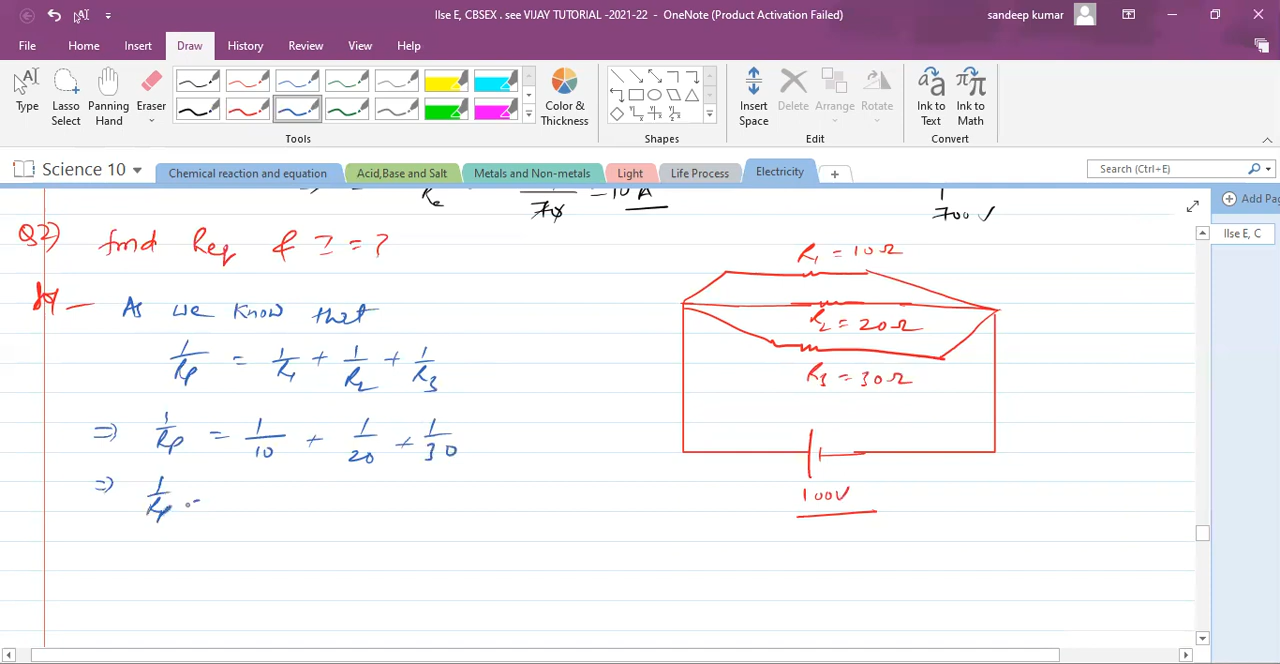 Ilse E, CBSEX . see VIJAY TUTORIAL -2021-22 - OneNote (Product Activation Failed)
sandeep kumar
File Home Insert Draw History Review View Help
Type Lasso Select Panning Hand Eraser
Color & Thickness
Insert Space Delete Arrange Rotate
Ink to Text Ink to Math
Tools Shapes Edit Convert
Science 10
Chemical reaction and equation Acid,Base and Salt Metals and Non-metals Light Life Process Electricity
Search (Ctrl+E)
Add Pag
Ilse E, C
= 10 A
700 V
Q2) find Req & I = ?
As we know that
1/Rp = 1/R1 + 1/R2 + 1/R3
=> 1/Rp = 1/10 + 1/20 + 1/30
=> 1/Rp
R1 = 10Ω
R2 = 20Ω
R3 = 30Ω
100V